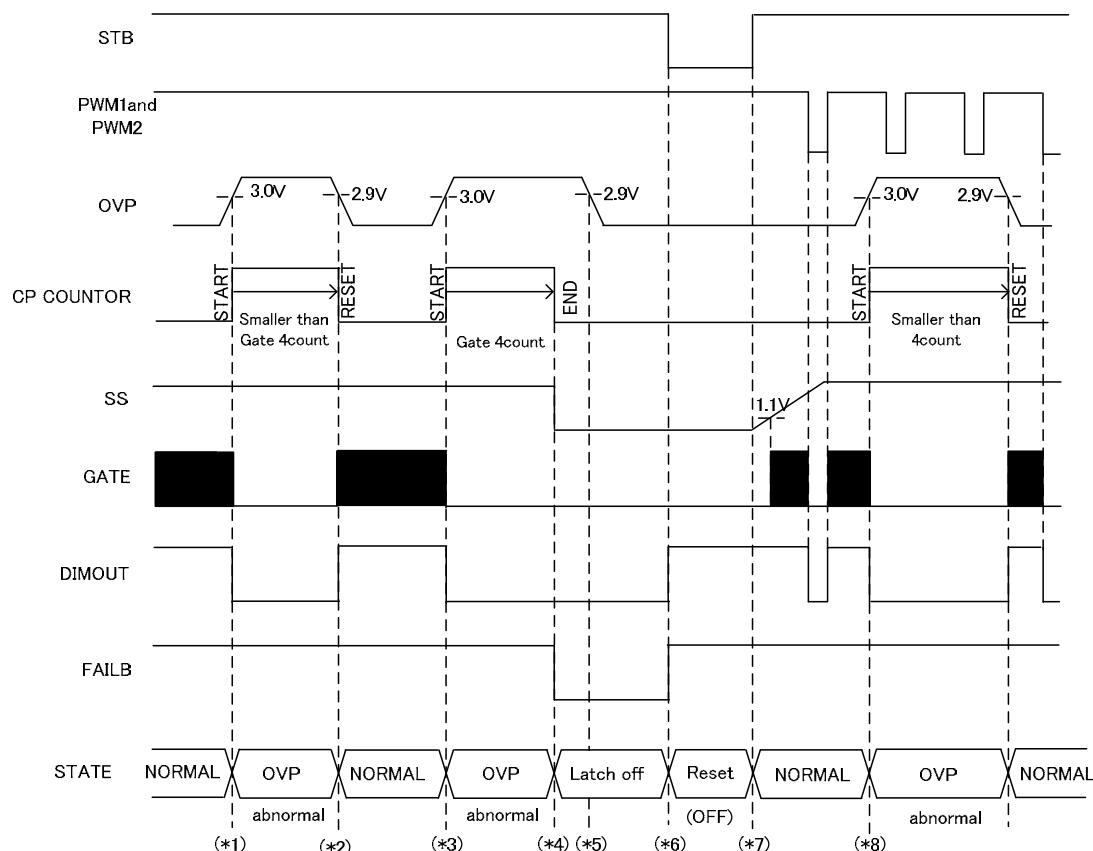 STB
PWM1and
PWM2
OVP
3.0V
2.9V
3.0V
2.9V
3.0V
2.9V
CP COUNTOR
START
RESET
START
END
START
RESET
Smaller than
Gate 4count
Gate 4count
Smaller than
4count
SS
1.1V
GATE
DIMOUT
FAILB
STATE
NORMAL
OVP
NORMAL
OVP
Latch off
Reset
NORMAL
OVP
NORMAL
abnormal
abnormal
(OFF)
abnormal
(*1)
(*2)
(*3)
(*4)
(*5)
(*6)
(*7)
(*8)